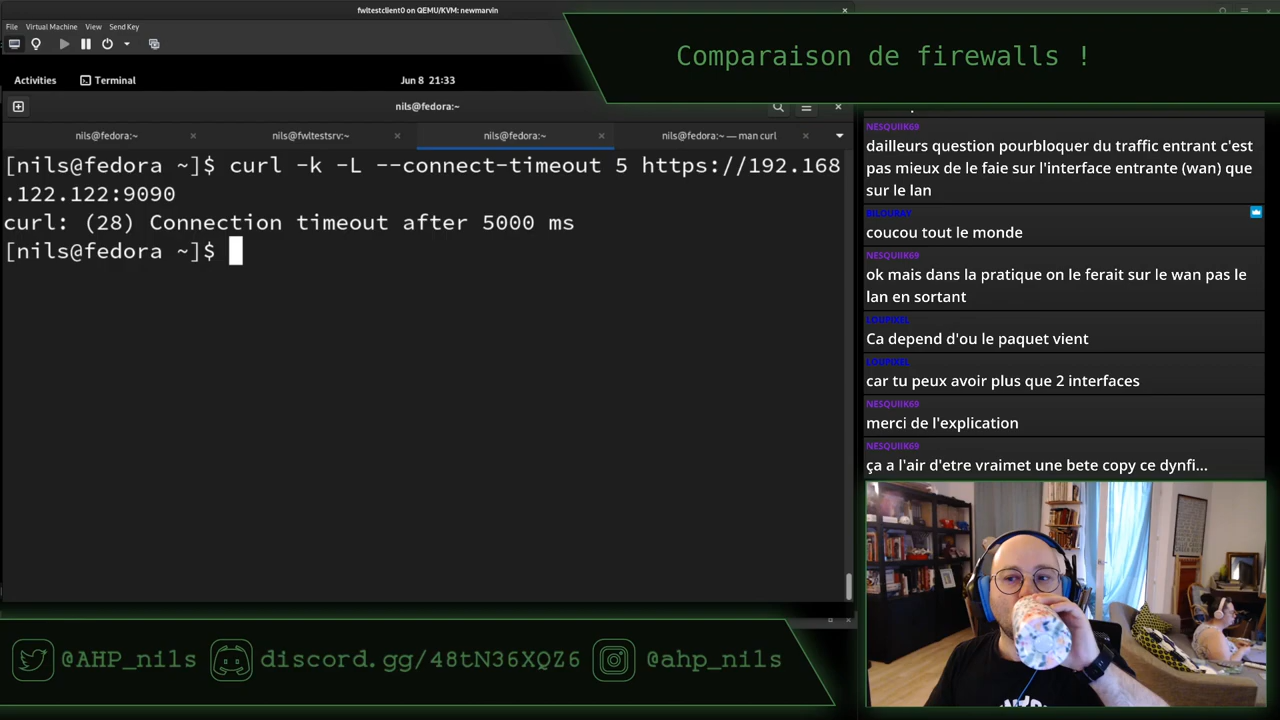 fwltestclient0 on QEMU/KVM: newmarvin
File Virtual Machine View Send Key
Activities Terminal Jun 8 21:33
nils@fedora:~
nils@fedora:~ nils@fwltestsrv:~ nils@fedora:~ nils@fedora:~ — man curl
[nils@fedora ~]$ curl -k -L --connect-timeout 5 https://192.168
.122.122:9090
curl: (28) Connection timeout after 5000 ms
[nils@fedora ~]$
Comparaison de firewalls !
NESQUIIK69
dailleurs question pourbloquer du traffic entrant c'est
pas mieux de le faie sur l'interface entrante (wan) que
sur le lan
BILOURAY
coucou tout le monde
NESQUIIK69
ok mais dans la pratique on le ferait sur le wan pas le
lan en sortant
LOUPIXEL
Ca depend d'ou le paquet vient
LOUPIXEL
car tu peux avoir plus que 2 interfaces
NESQUIIK69
merci de l'explication
NESQUIIK69
ça a l'air d'etre vraimet une bete copy ce dynfi...
@AHP_nils discord.gg/48tN36XQZ6 @ahp_nils